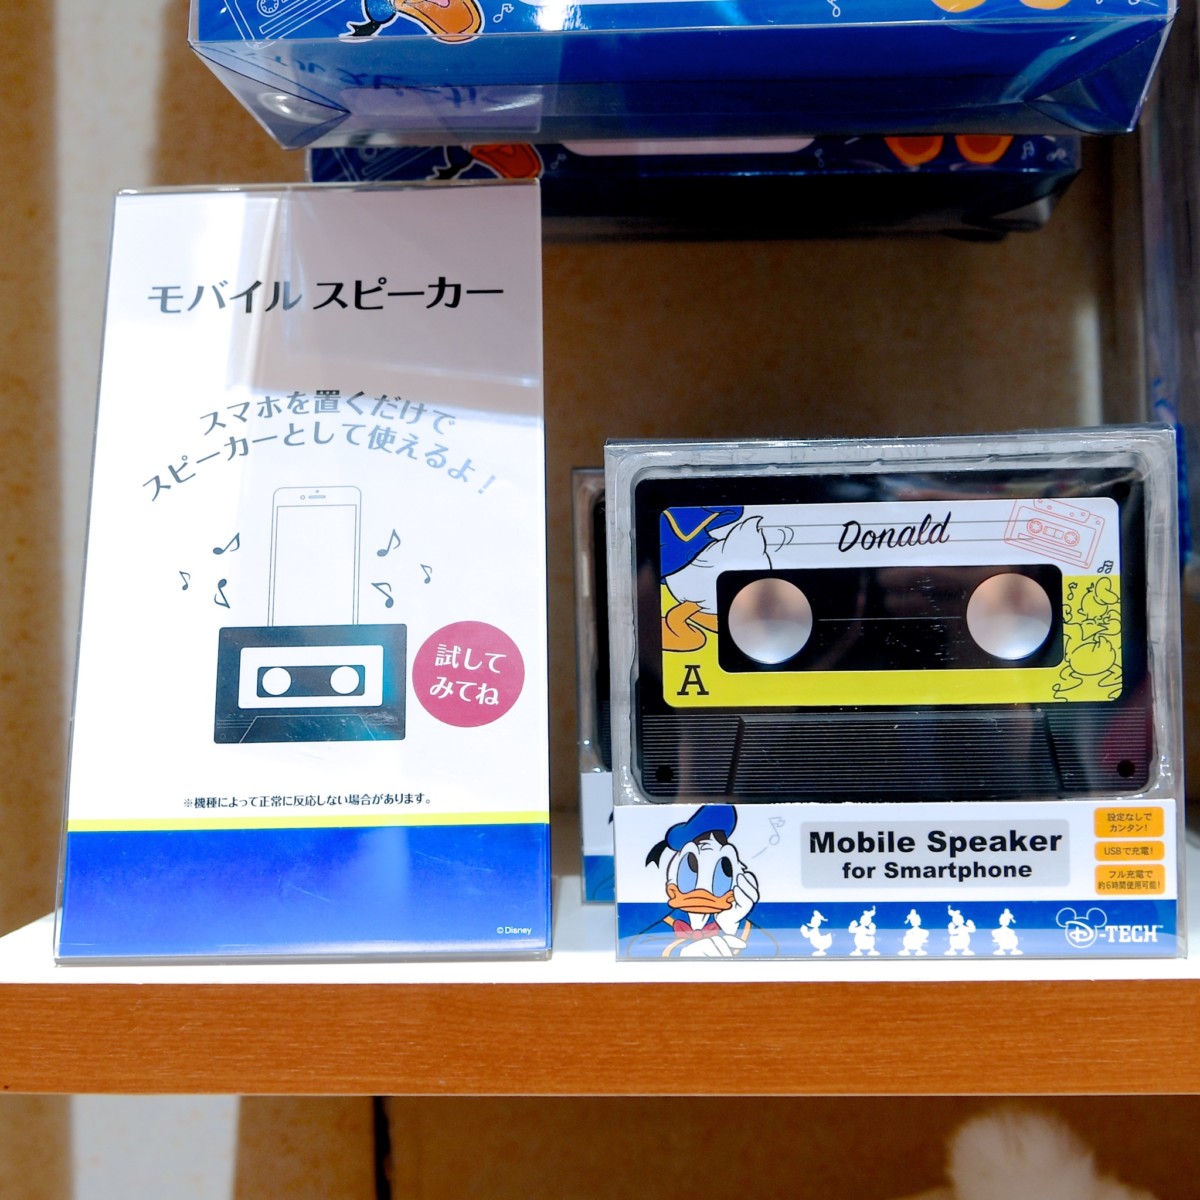 モバイル スピーカー
スマホを置くだけで
スピーカーとして使えるよ！
試して
みてね
※機種によって正常に反応しない場合があります。
© Disney
Donald
A
Mobile Speaker
for Smartphone
設定なしで
カンタン！
USBで充電！
フル充電で
約6時間使用可能！
D-TECH™